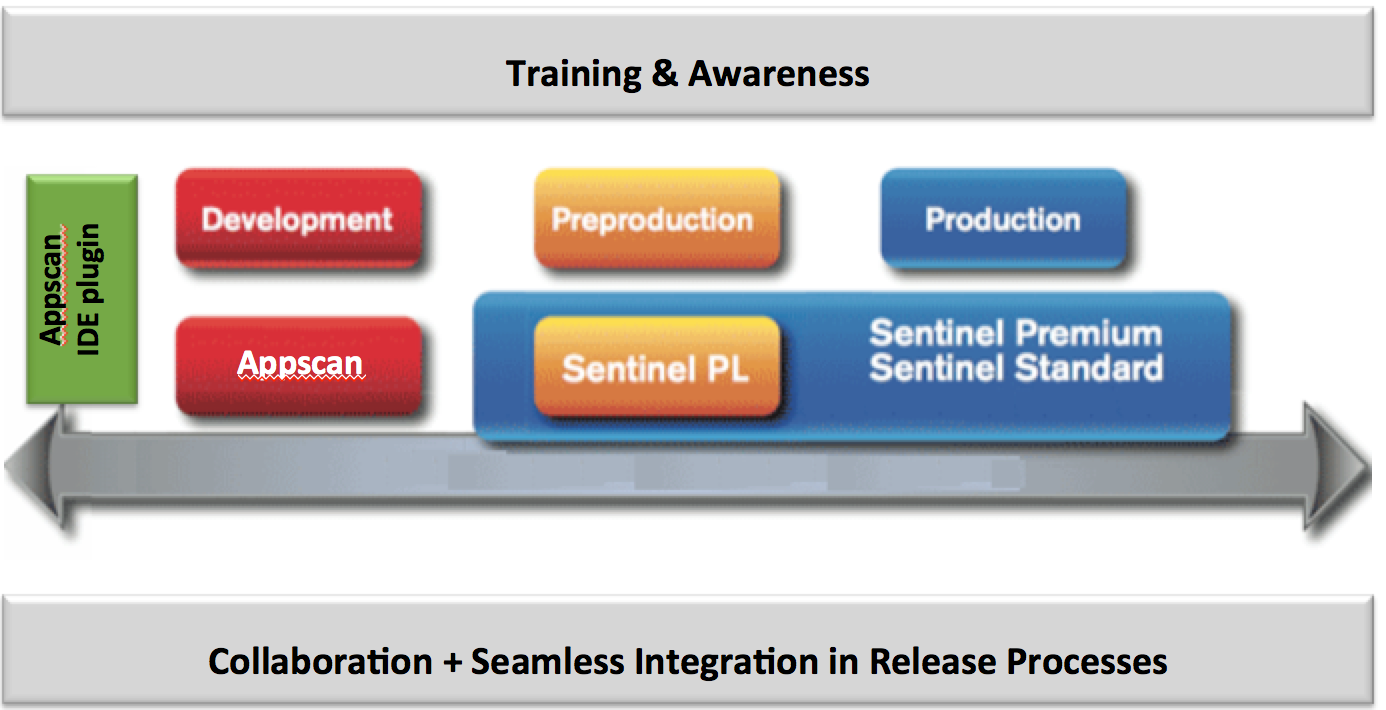 Training & Awareness
Appscan
IDE plugin
Development
Preproduction
Production
Appscan
Sentinel PL
Sentinel Premium
Sentinel Standard
Collaboration + Seamless Integration in Release Processes